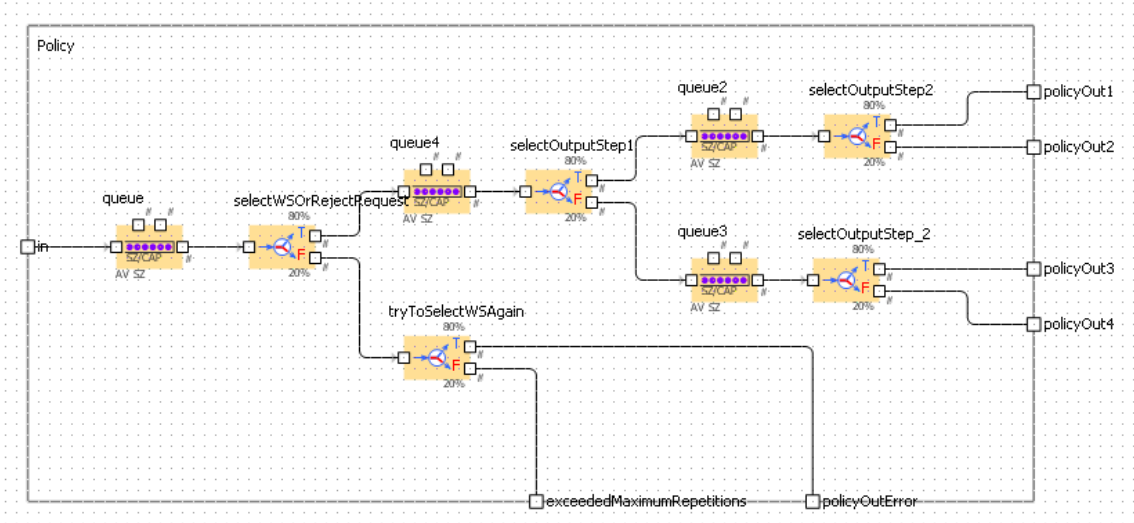 Policy
queue2
selectOutputStep2
80%
T
F
20%
SZ/CAP
AV SZ
policyOut1
policyOut2
queue4
selectOutputStep1
80%
T
F
20%
SZ/CAP
AV SZ
queue
selectWSOrRejectRequest
80%
T
F
20%
SZ/CAP
AV SZ
in
queue3
selectOutputStep_2
80%
T
F
20%
SZ/CAP
AV SZ
policyOut3
policyOut4
tryToSelectWSAgain
80%
T
F
20%
exceededMaximumRepetitions
policyOutError